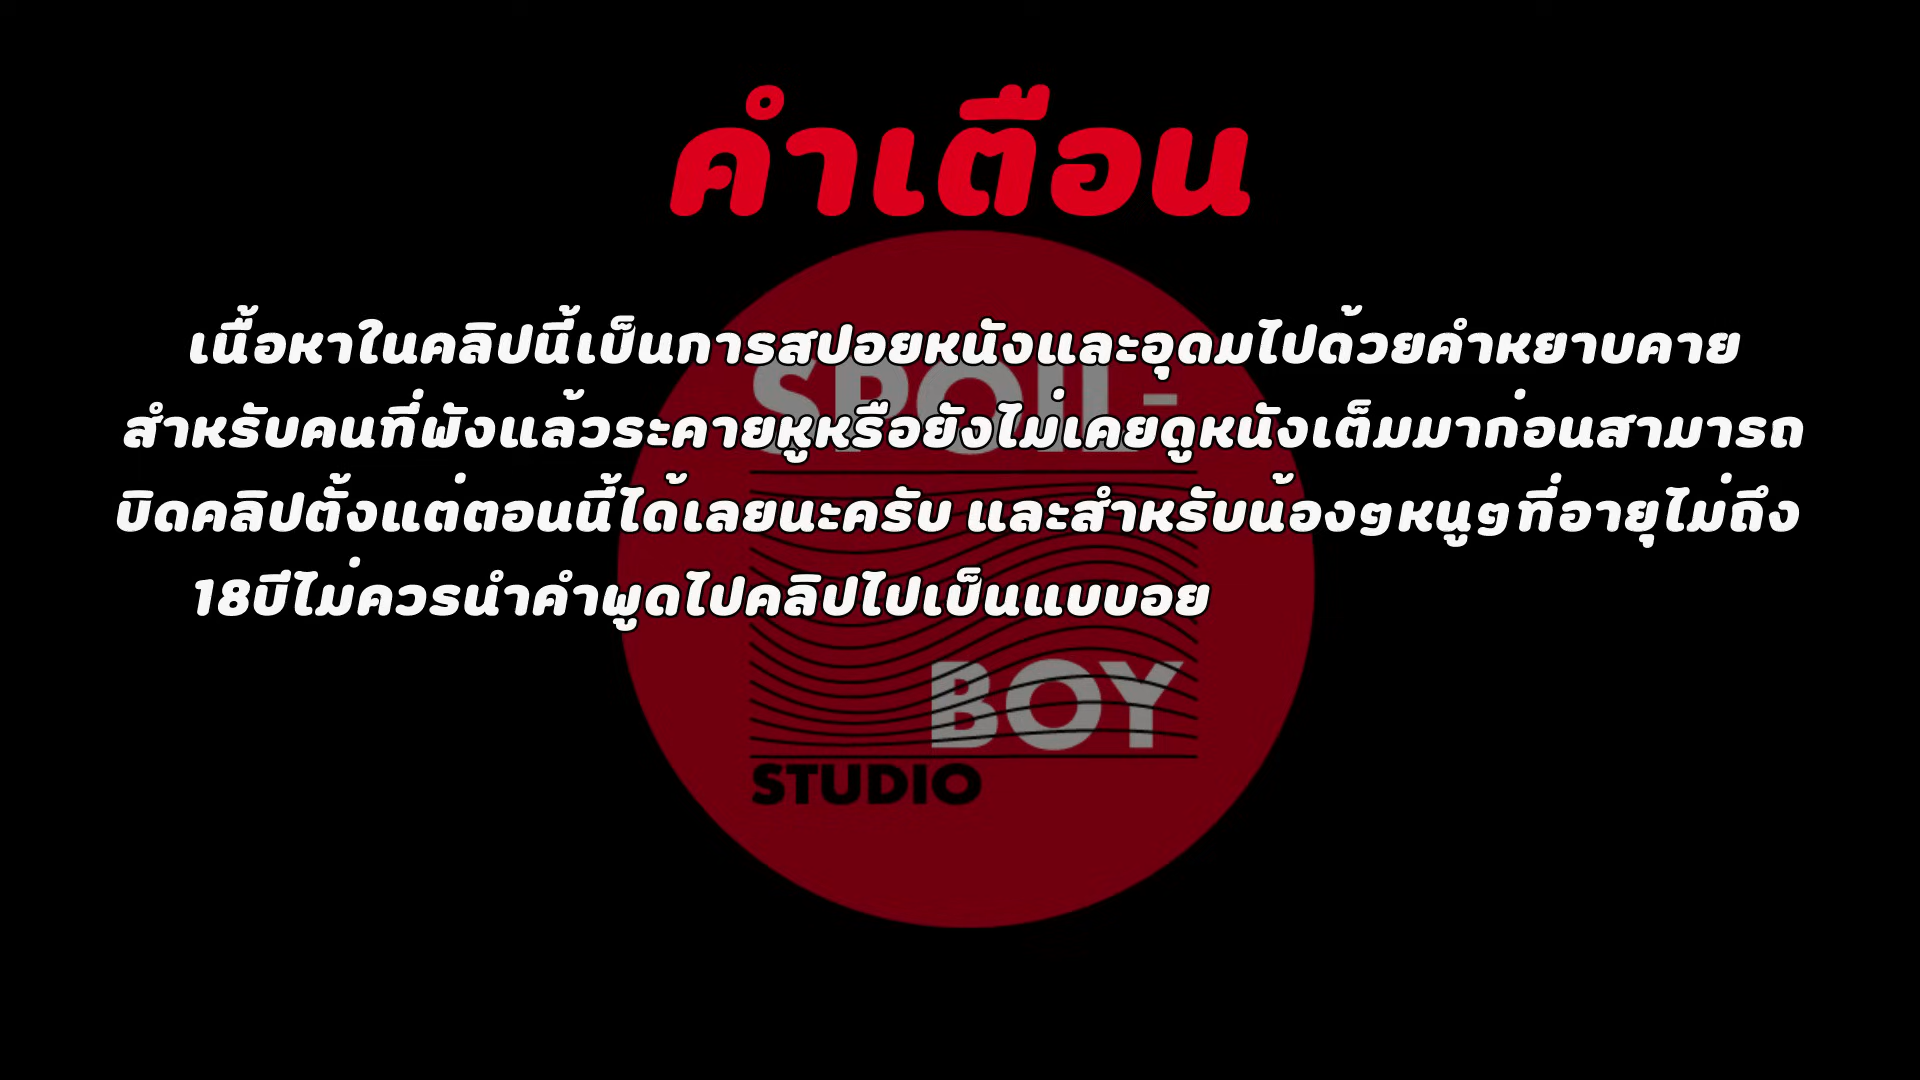 คำเตือน
เนื้อหาในคลิปนี้เป็นการสปอยหนังและอุดมไปด้วยคำหยาบคาย
สำหรับคนที่ฟังแล้วระคายหูหรือยังไม่เคยดูหนังเต็มมาก่อนสามารถ
ปิดคลิปตั้งแต่ตอนนี้ได้เลยนะครับ และสำหรับน้องๆหนูๆที่อายุไม่ถึง
18ปีไม่ควรนำคำพูดไปคลิปไปเป็นแบบอย
SPOIL-
BOY
STUDIO